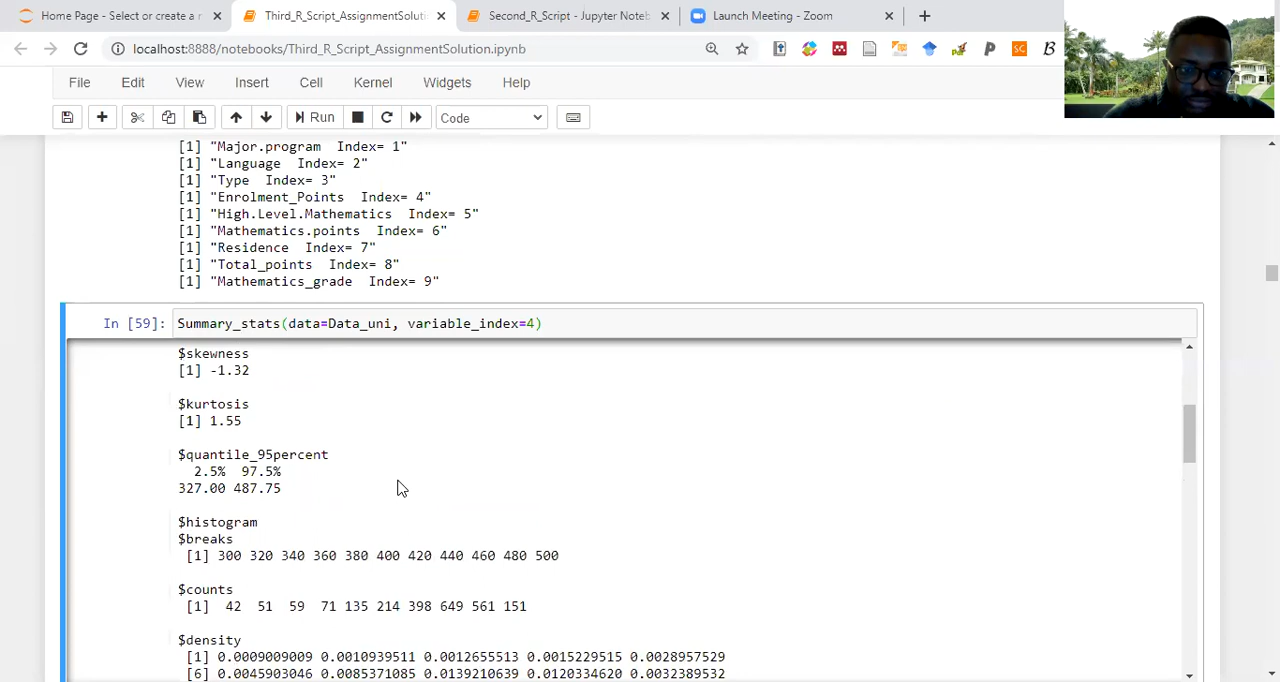 Home Page - Select or create a n
Third_R_Script_AssignmentSoluti
Second_R_Script - Jupyter Noteb
Launch Meeting - Zoom
localhost:8888/notebooks/Third_R_Script_AssignmentSolution.ipynb
SC
File Edit View Insert Cell Kernel Widgets Help
Run
Code
[1] "Major.program  Index= 1"
[1] "Language  Index= 2"
[1] "Type  Index= 3"
[1] "Enrolment_Points  Index= 4"
[1] "High.Level.Mathematics  Index= 5"
[1] "Mathematics.points  Index= 6"
[1] "Residence  Index= 7"
[1] "Total_points  Index= 8"
[1] "Mathematics_grade  Index= 9"
In [59]: Summary_stats(data=Data_uni, variable_index=4)
$skewness
[1] -1.32
$kurtosis
[1] 1.55
$quantile_95percent
2.5% 97.5%
327.00 487.75
$histogram
$breaks
[1] 300 320 340 360 380 400 420 440 460 480 500
$counts
[1] 42 51 59 71 135 214 398 649 561 151
$density
[1] 0.0009009009 0.0010939511 0.0012655513 0.0015229515 0.0028957529
[6] 0.0045903046 0.0085371085 0.0139210639 0.0120334620 0.0032389532